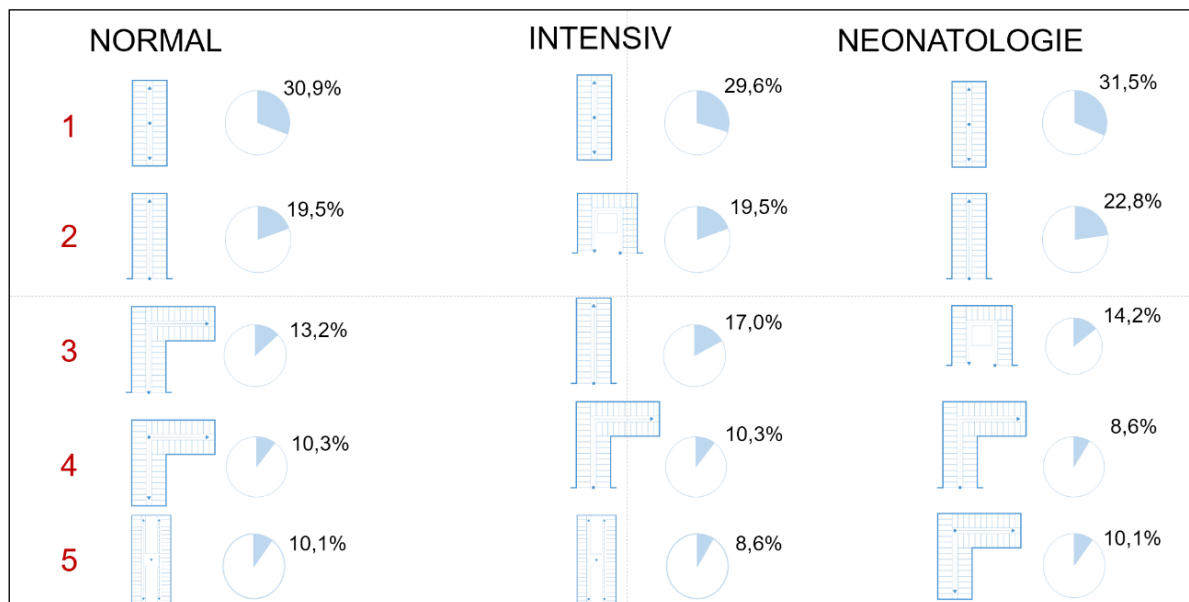 NORMAL INTENSIV NEONATOLOGIE
1 30,9% 29,6% 31,5%
2 19,5% 19,5% 22,8%
3 13,2% 17,0% 14,2%
4 10,3% 10,3% 8,6%
5 10,1% 8,6% 10,1%